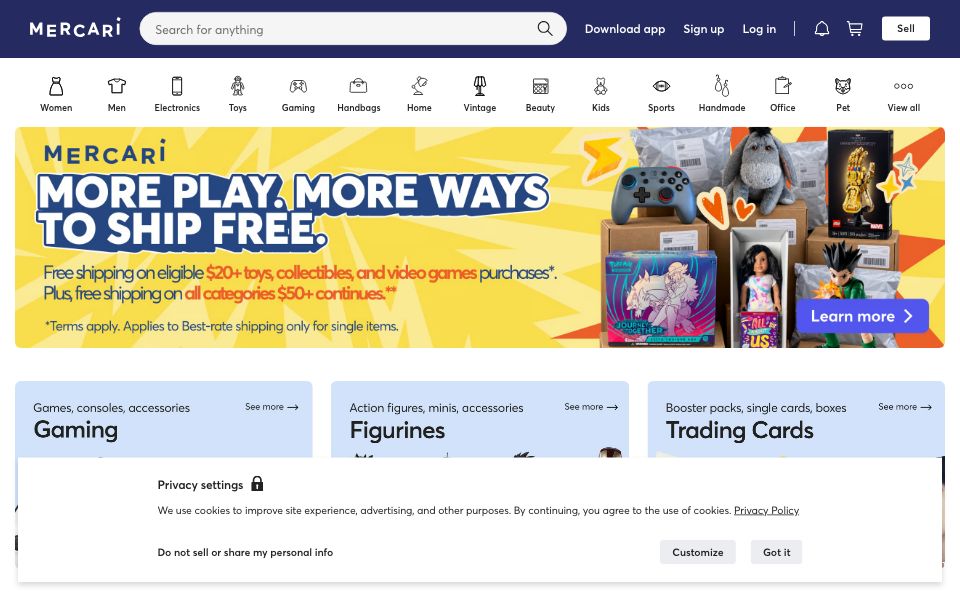 MERCARI
Search for anything
Download app
Sign up
Log in
Sell
Women
Men
Electronics
Toys
Gaming
Handbags
Home
Vintage
Beauty
Kids
Sports
Handmade
Office
Pet
View all
MERCARI
MORE PLAY. MORE WAYS
TO SHIP FREE.
Free shipping on eligible $20+ toys, collectibles, and video games purchases*.
Plus, free shipping on all categories $50+ continues.**
*Terms apply. Applies to Best-rate shipping only for single items.
JOURNEY
TOGETHER
MARVEL
US
Learn more
Games, consoles, accessories
See more →
Gaming
Action figures, minis, accessories
See more →
Figurines
Booster packs, single cards, boxes
See more →
Trading Cards
Privacy settings
We use cookies to improve site experience, advertising, and other purposes. By continuing, you agree to the use of cookies. Privacy Policy
Do not sell or share my personal info
Customize
Got it